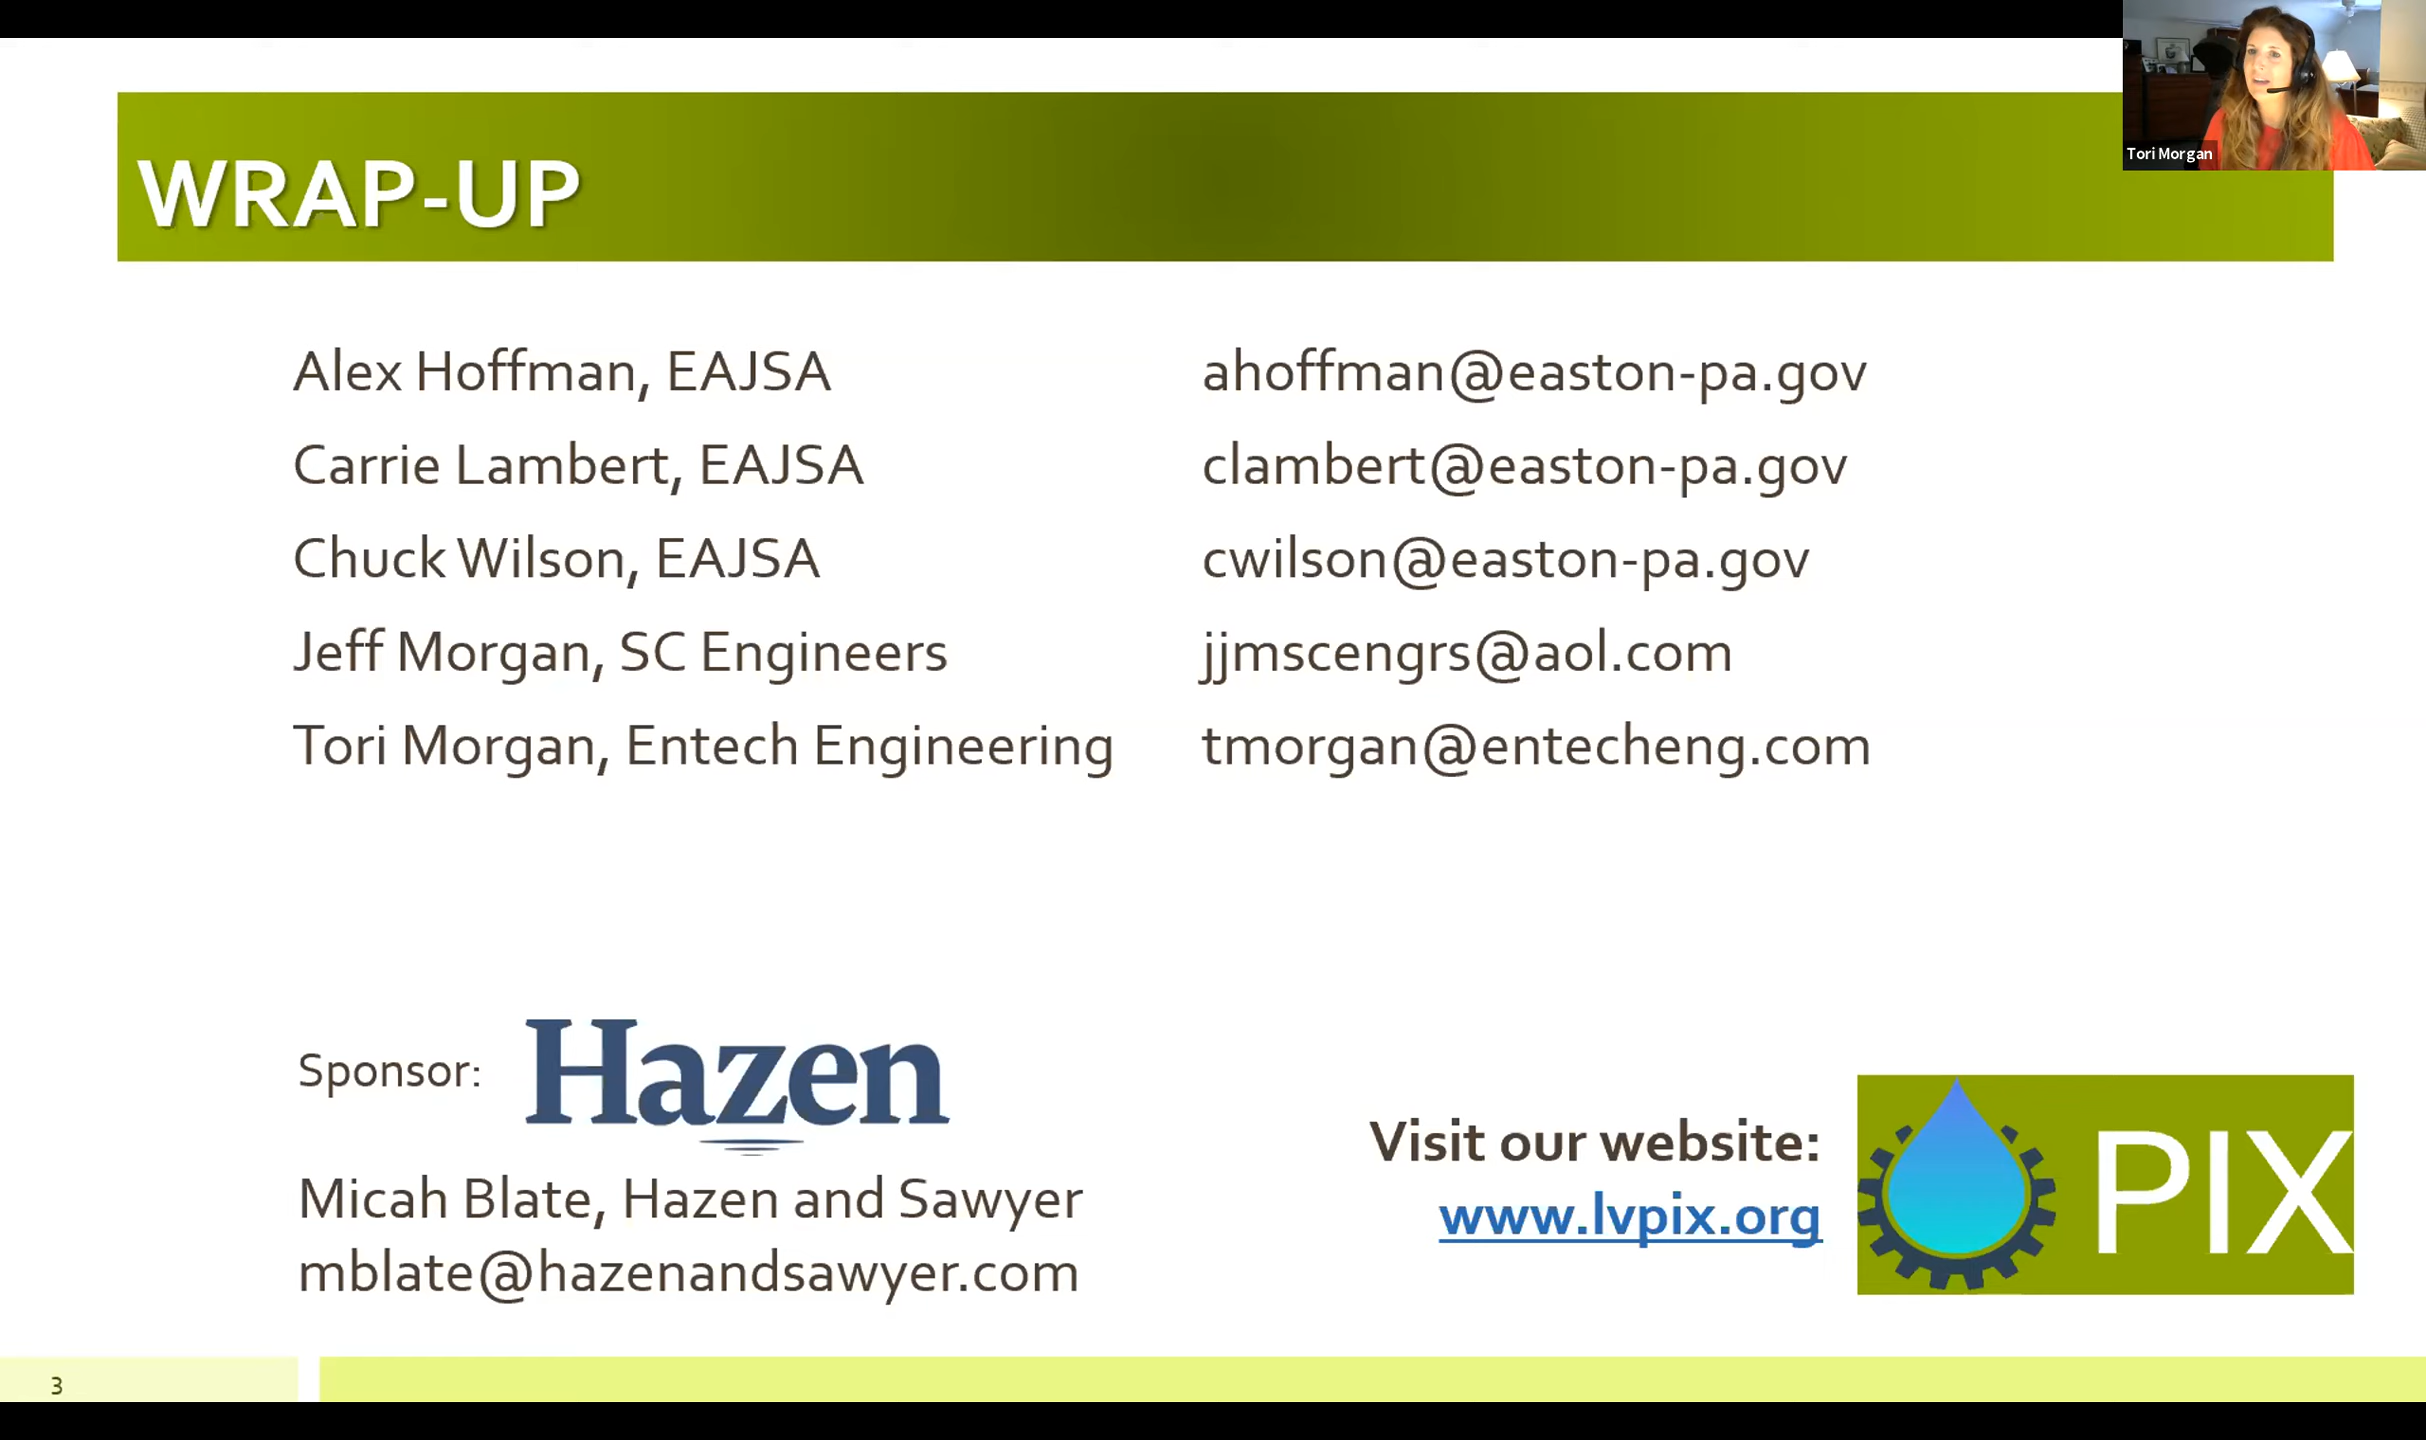 Tori Morgan
WRAP-UP
Alex Hoffman, EAJSA ahoffman@easton-pa.gov
Carrie Lambert, EAJSA clambert@easton-pa.gov
Chuck Wilson, EAJSA cwilson@easton-pa.gov
Jeff Morgan, SC Engineers jjmscengrs@aol.com
Tori Morgan, Entech Engineering tmorgan@entecheng.com
Sponsor: Hazen
Micah Blate, Hazen and Sawyer
mblate@hazenandsawyer.com
Visit our website:
www.lvpix.org
PIX
3